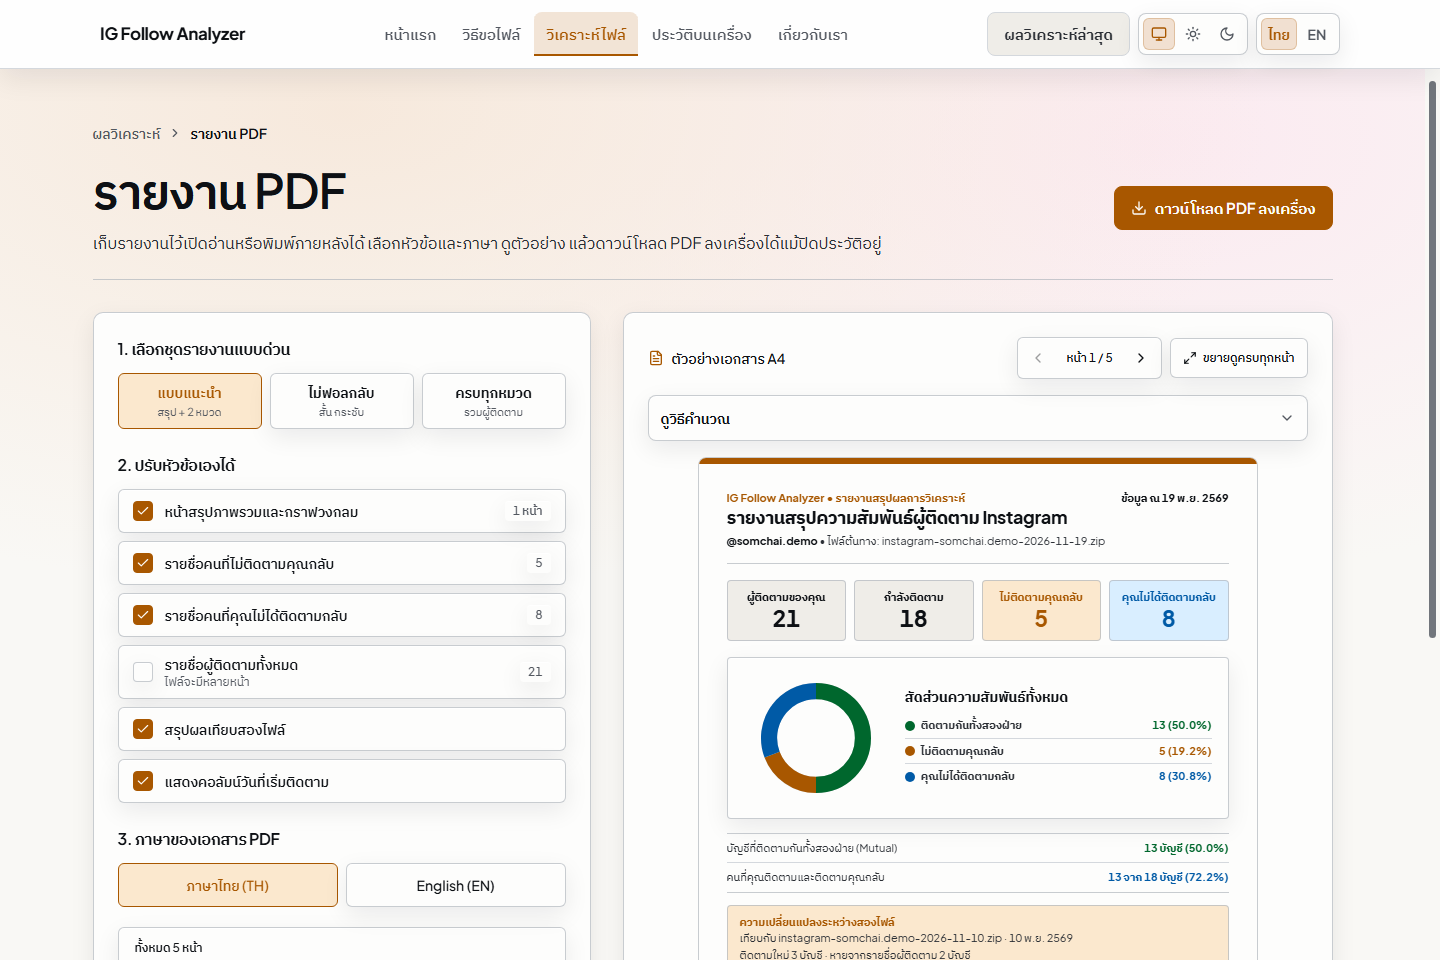 IG Follow Analyzer
หน้าแรก
วิธีขอไฟล์
วิเคราะห์ไฟล์
ประวัติบนเครื่อง
เกี่ยวกับเรา
ผลวิเคราะห์ล่าสุด
ไทย
EN
ผลวิเคราะห์ > รายงาน PDF
รายงาน PDF
ดาวน์โหลด PDF ลงเครื่อง
เก็บรายงานไว้เปิดอ่านหรือพิมพ์ภายหลังได้ เลือกหัวข้อและภาษา ดูตัวอย่าง แล้วดาวน์โหลด PDF ลงเครื่องได้แม้ปิดประวัติอยู่
1. เลือกชุดรายงานแบบด่วน
แบบแนะนำ
สรุป + 2 หมวด
ไม่ฟอลกลับ
สั้น กระชับ
ครบทุกหมวด
รวมผู้ติดตาม
2. ปรับหัวข้อเองได้
หน้าสรุปภาพรวมและกราฟวงกลม
1 หน้า
รายชื่อคนที่ไม่ติดตามคุณกลับ
5
รายชื่อคนที่คุณไม่ได้ติดตามกลับ
8
รายชื่อผู้ติดตามทั้งหมด
ไฟล์จะมีหลายหน้า
21
สรุปผลเทียบสองไฟล์
แสดงคอลัมน์วันที่เริ่มติดตาม
3. ภาษาของเอกสาร PDF
ภาษาไทย (TH)
English (EN)
ทั้งหมด 5 หน้า
ตัวอย่างเอกสาร A4
หน้า 1 / 5
ขยายดูครบทุกหน้า
ดูวิธีคำนวณ
IG Follow Analyzer • รายงานสรุปผลการวิเคราะห์
ข้อมูล ณ 19 พ.ย. 2569
รายงานสรุปความสัมพันธ์ผู้ติดตาม Instagram
@somchai.demo • ไฟล์ต้นทาง: instagram-somchai.demo-2026-11-19.zip
ผู้ติดตามของคุณ
21
กำลังติดตาม
18
ไม่ติดตามคุณกลับ
5
คุณไม่ได้ติดตามกลับ
8
สัดส่วนความสัมพันธ์ทั้งหมด
ติดตามกันทั้งสองฝ่าย 13 (50.0%)
ไม่ติดตามคุณกลับ 5 (19.2%)
คุณไม่ได้ติดตามกลับ 8 (30.8%)
บัญชีที่ติดตามกันทั้งสองฝ่าย (Mutual) 13 บัญชี (50.0%)
คนที่คุณติดตามและติดตามคุณกลับ 13 จาก 18 บัญชี (72.2%)
ความเปลี่ยนแปลงระหว่างสองไฟล์
เทียบกับ instagram-somchai.demo-2026-11-10.zip · 10 พ.ย. 2569
ติดตามใหม่ 3 บัญชี · หายจากรายชื่อผู้ติดตาม 2 บัญชี